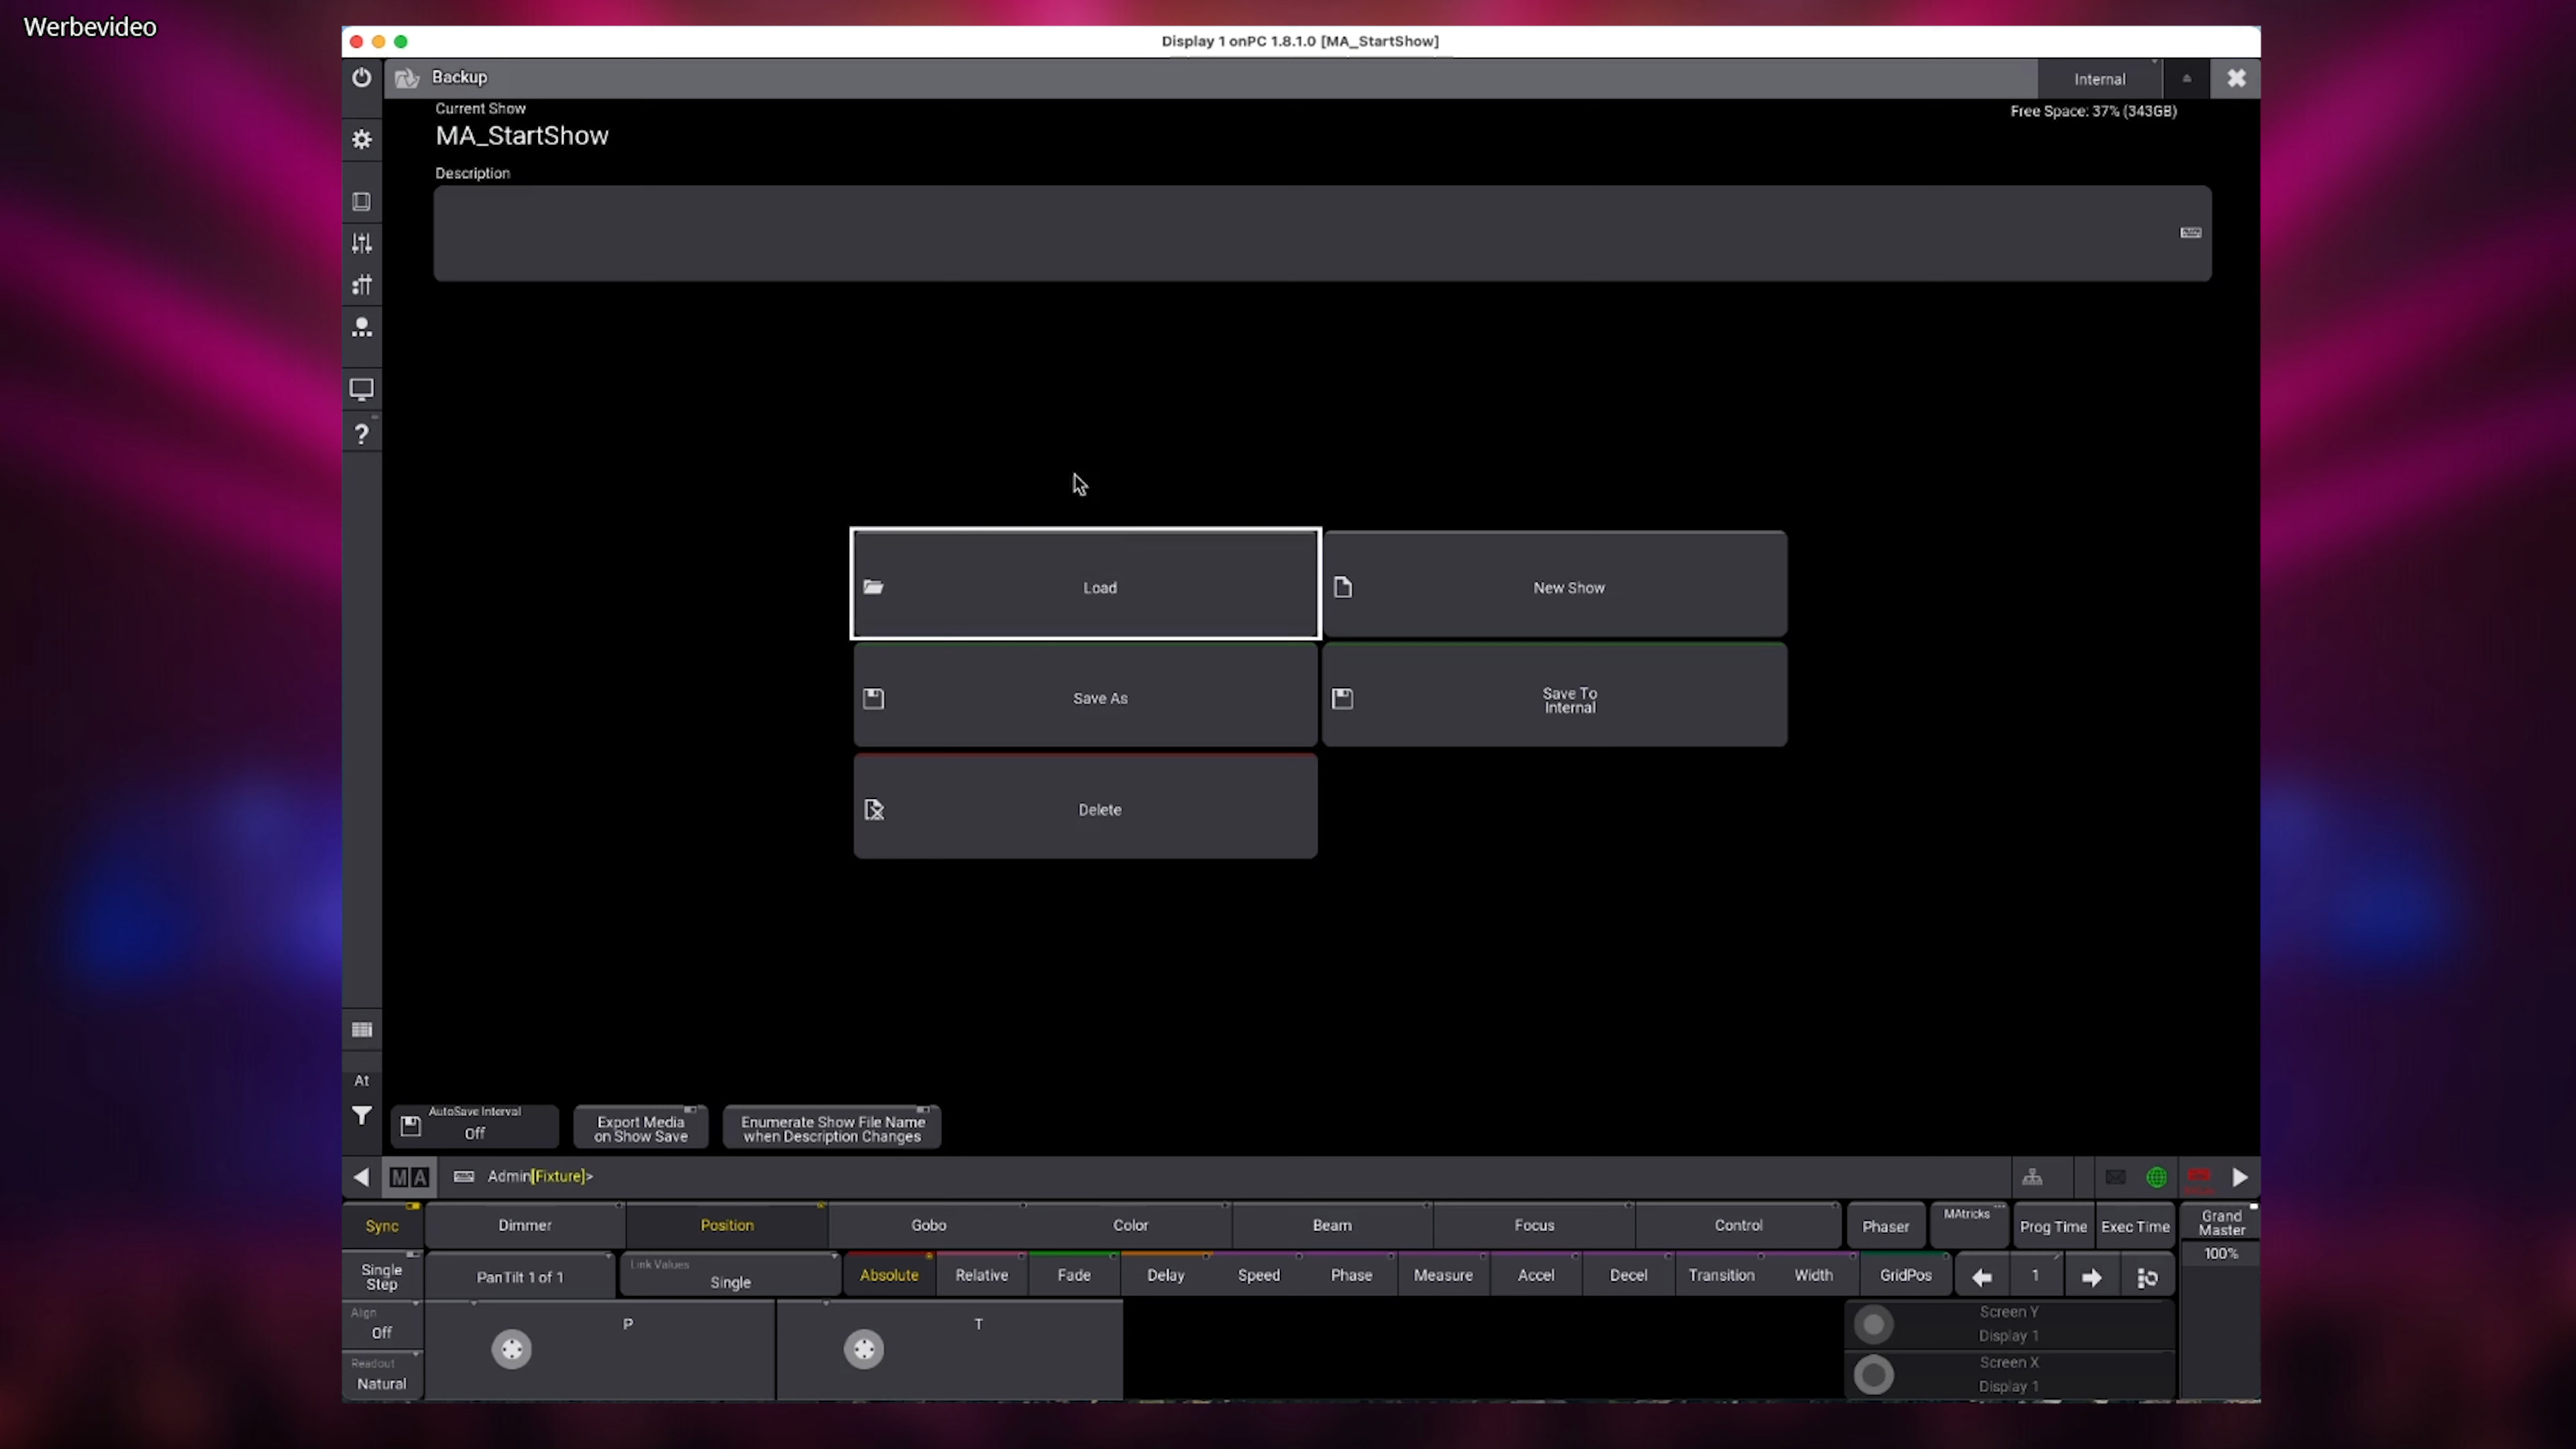 Werbevideo
Display 1 onPC 1.8.1.0 [MA_StartShow]
Backup
Internal
Current Show
Free Space: 37% (343GB)
MA_StartShow
Description
Load
New Show
Save As
Save To
Internal
Delete
?
At
AutoSave Interval
Off
Export Media
on Show Save
Enumerate Show File Name
when Description Changes
MA
Admin[Fixture]>
Sync
Dimmer
Position
Gobo
Color
Beam
Focus
Control
Phaser
MAtricks
Prog Time
Exec Time
Grand
Master
100%
Single
Step
PanTilt 1 of 1
Link Values
Single
Absolute
Relative
Fade
Delay
Speed
Phase
Measure
Accel
Decel
Transition
Width
GridPos
1
Align
Off
P
T
Screen Y
Display 1
Readout
Natural
Screen X
Display 1